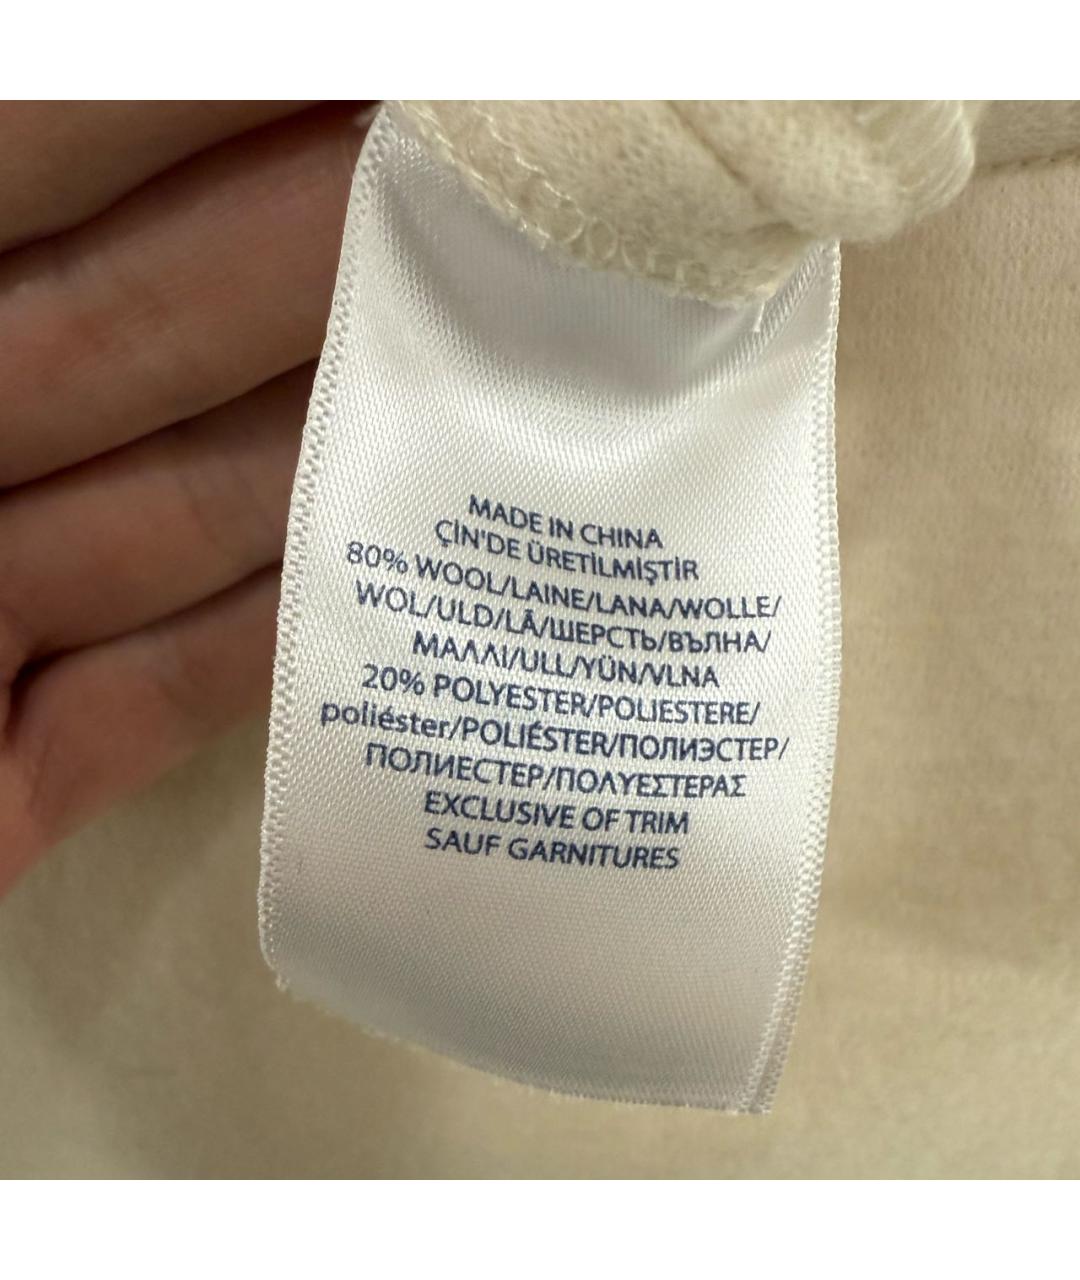 MADE IN CHINA
ÇİN'DE ÜRETİLMİŞTİR
80% WOOL/LAINE/LANA/WOLLE/
WOL/ULD/LÃ/ШЕРСТЬ/ВЪЛНА/
ΜΑΛΛΙ/ULL/YÜN/VLNA
20% POLYESTER/POLIESTERE/
poliéster/POLIÉSTER/ПОЛИЭСТЕР/
ПОЛИЕСТЕР/ΠΟΛΥΕΣΤΕΡΑΣ
EXCLUSIVE OF TRIM
SAUF GARNITURES